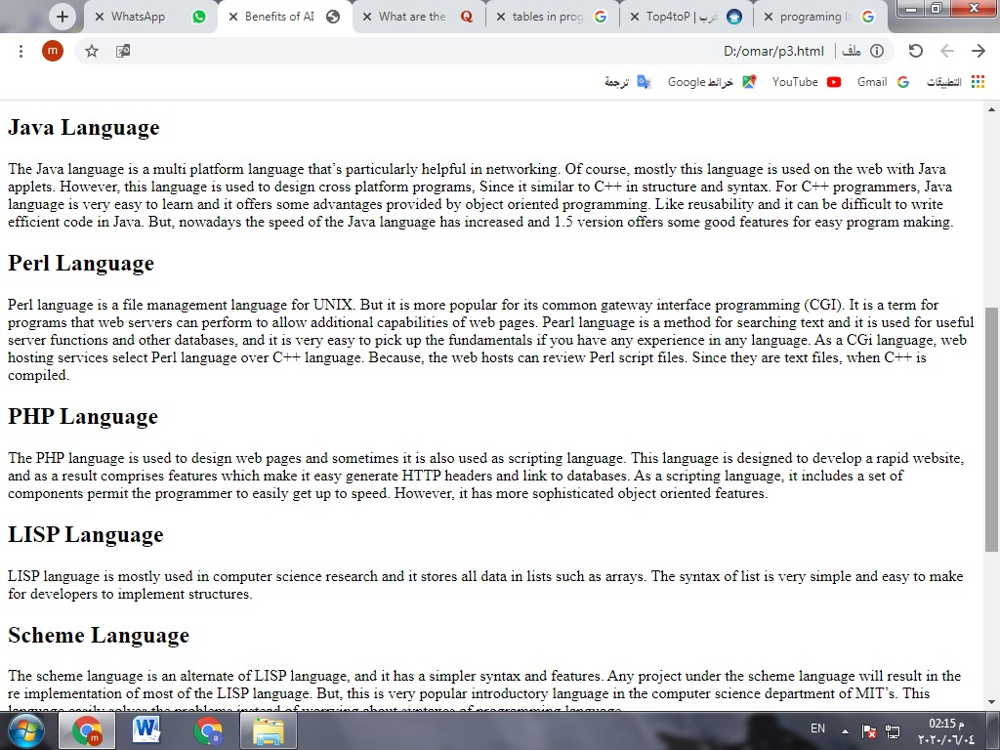 WhatsApp
Benefits of AI
What are the
tables in prog
Top4toP | عرب
programing la
m
D:/omar/p3.html
ملف
ترجمة
خرائط Google
YouTube
Gmail
التطبيقات
Java Language
The Java language is a multi platform language that’s particularly helpful in networking. Of course, mostly this language is used on the web with Java
applets. However, this language is used to design cross platform programs, Since it similar to C++ in structure and syntax. For C++ programmers, Java
language is very easy to learn and it offers some advantages provided by object oriented programming. Like reusability and it can be difficult to write
efficient code in Java. But, nowadays the speed of the Java language has increased and 1.5 version offers some good features for easy program making.
Perl Language
Perl language is a file management language for UNIX. But it is more popular for its common gateway interface programming (CGI). It is a term for
programs that web servers can perform to allow additional capabilities of web pages. Pearl language is a method for searching text and it is used for useful
server functions and other databases, and it is very easy to pick up the fundamentals if you have any experience in any language. As a CGi language, web
hosting services select Perl language over C++ language. Because, the web hosts can review Perl script files. Since they are text files, when C++ is
compiled.
PHP Language
The PHP language is used to design web pages and sometimes it is also used as scripting language. This language is designed to develop a rapid website,
and as a result comprises features which make it easy generate HTTP headers and link to databases. As a scripting language, it includes a set of
components permit the programmer to easily get up to speed. However, it has more sophisticated object oriented features.
LISP Language
LISP language is mostly used in computer science research and it stores all data in lists such as arrays. The syntax of list is very simple and easy to make
for developers to implement structures.
Scheme Language
The scheme language is an alternate of LISP language, and it has a simpler syntax and features. Any project under the scheme language will result in the
re implementation of most of the LISP language. But, this is very popular introductory language in the computer science department of MIT’s. This
language easily solves the problems instead of worrying about syntaxes of programming language.
EN
02:15 م
٢٠٢٠/٠٦/٠٤